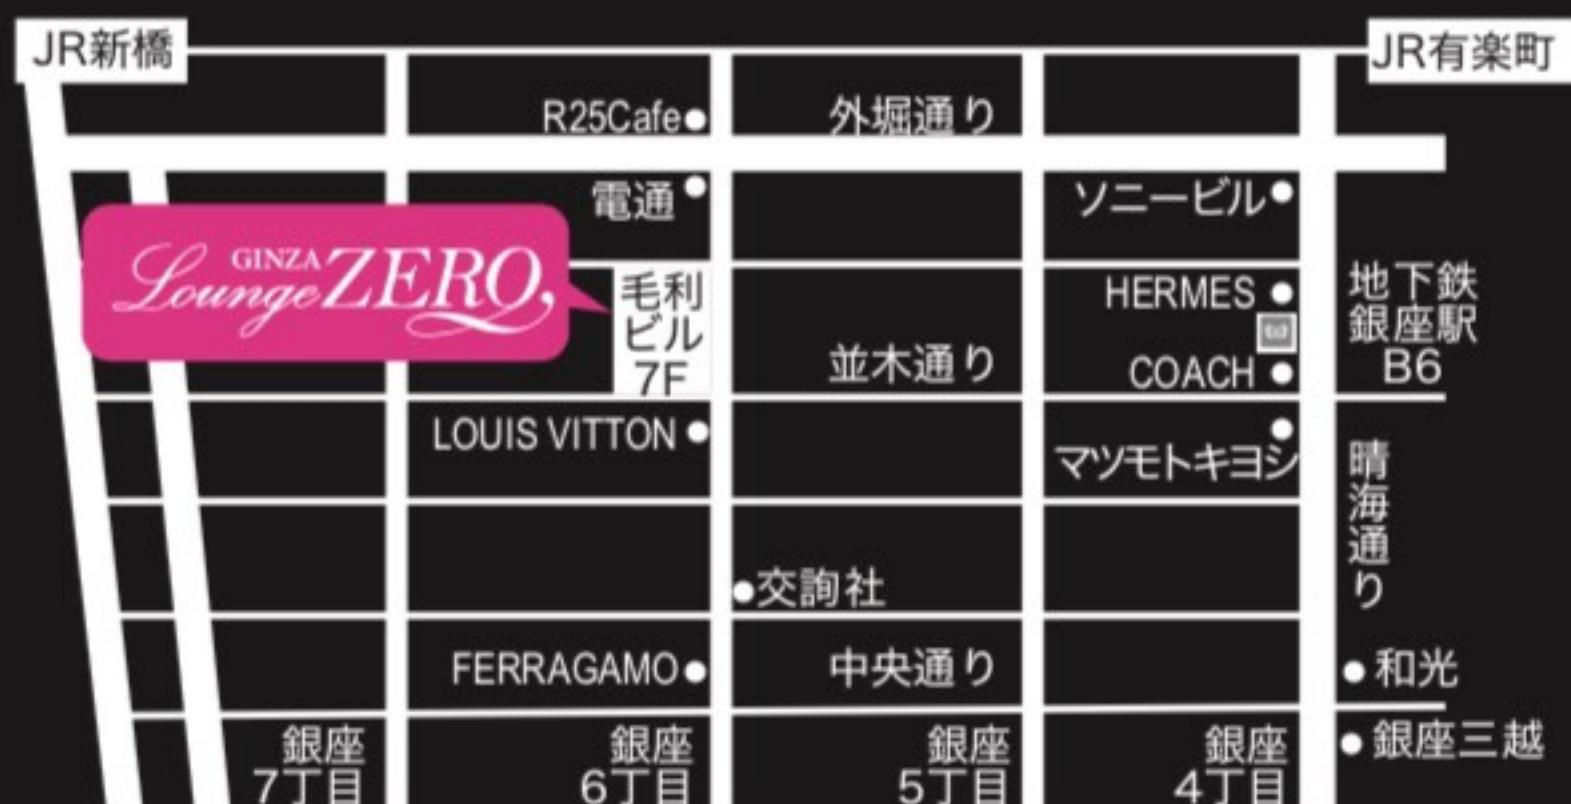 JR新橋
JR有楽町
R25Cafe
外堀通り
電通
ソニービル
GINZA
Lounge ZERO,
毛利
ビル
7F
HERMES
COACH
地下鉄
銀座駅
B6
並木通り
LOUIS VITTON
マツモトキヨシ
晴海通り
交詢社
FERRAGAMO
中央通り
和光
銀座三越
銀座
7丁目
銀座
6丁目
銀座
5丁目
銀座
4丁目